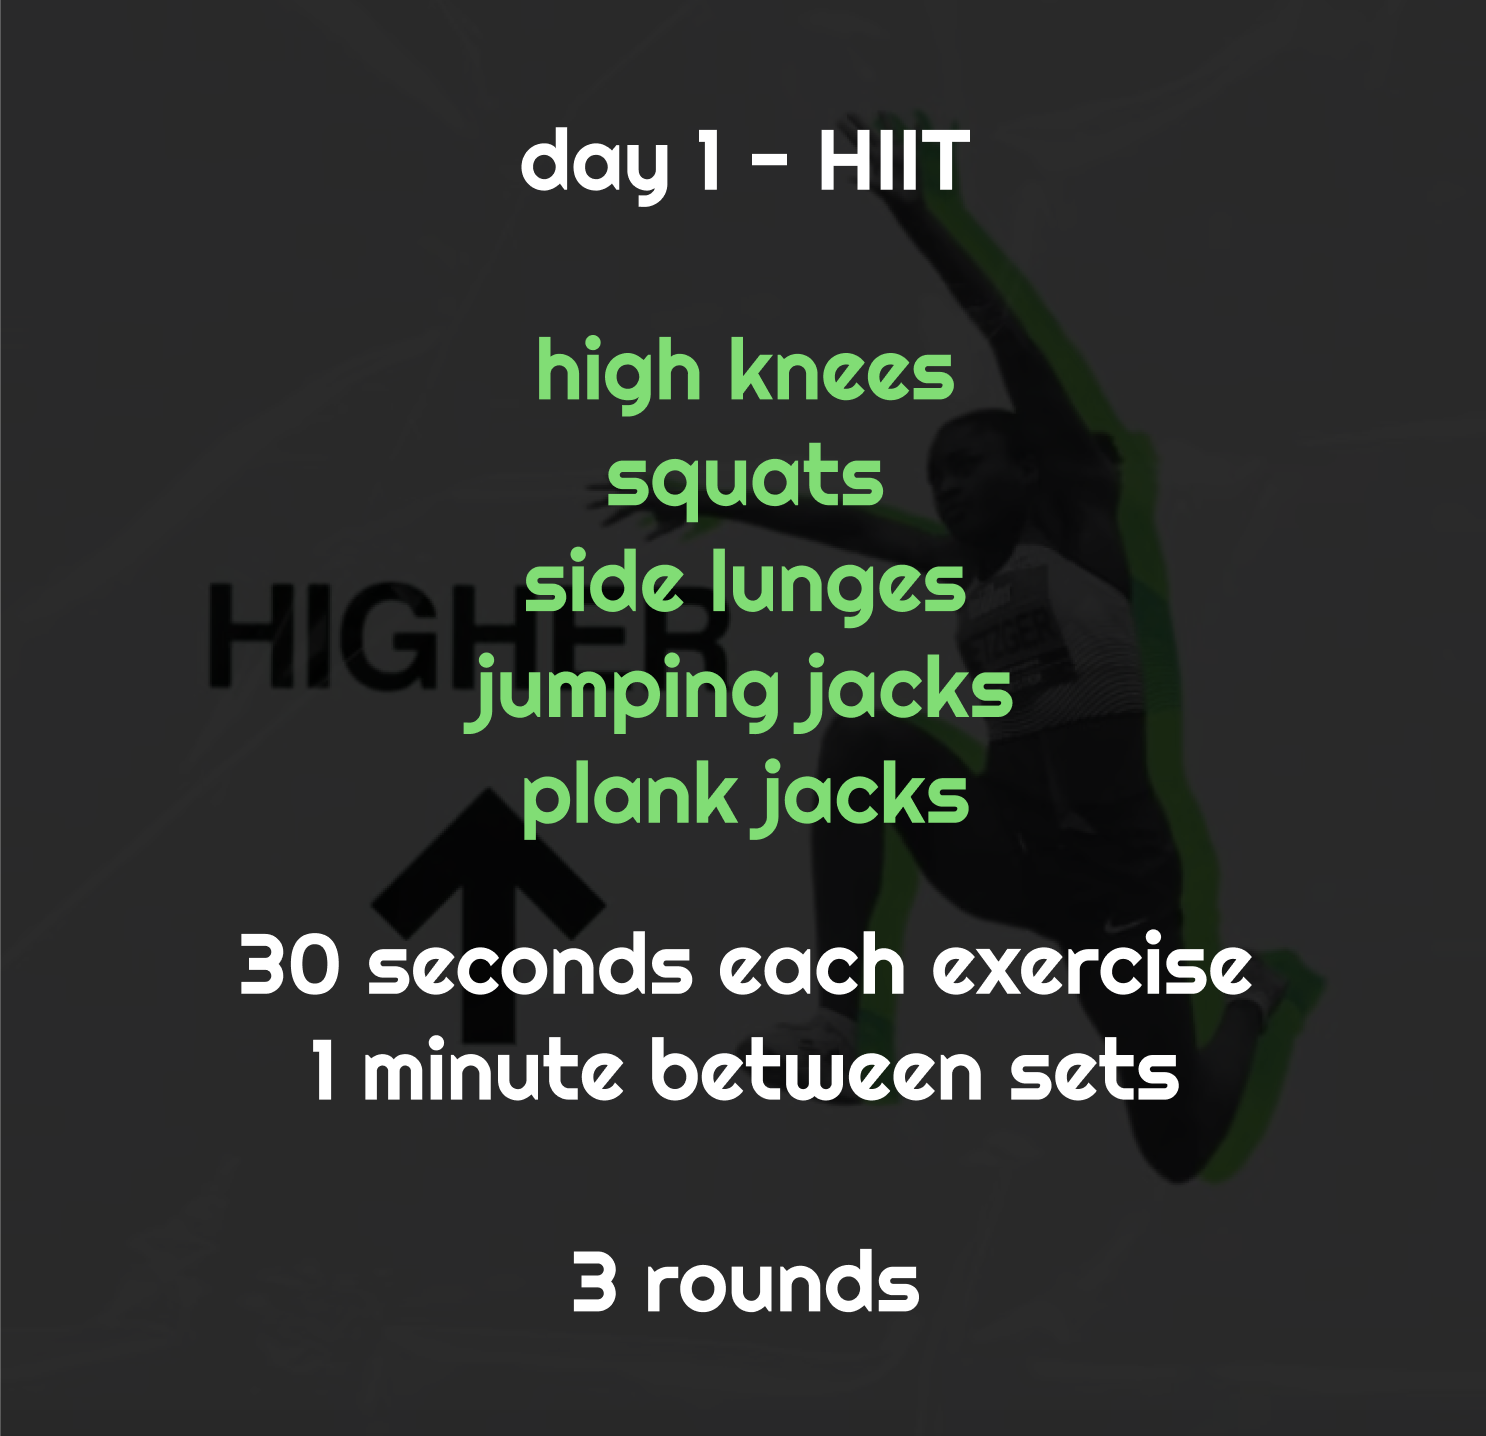 day 1 - HIIT
high knees
squats
side lunges
HIGHER
jumping jacks
plank jacks
30 seconds each exercise
1 minute between sets
3 rounds